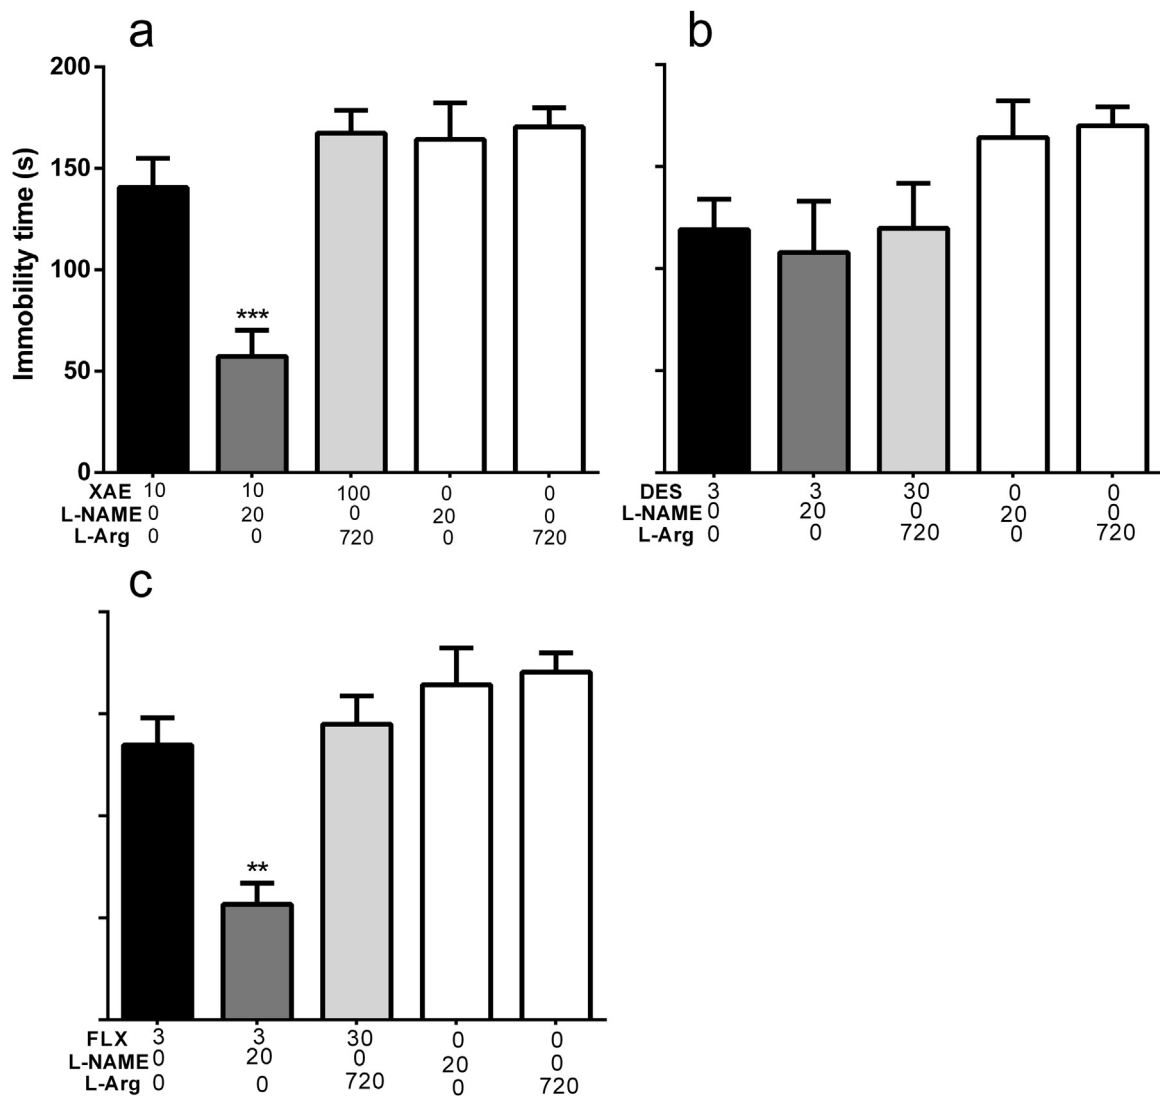 a
b
200
150
100
50
0
Immobility time (s)
***
XAE 10 10 100 0 0
L-NAME 0 20 0 20 0
L-Arg 0 0 720 0 720
DES 3 3 30 0 0
L-NAME 0 20 0 20 0
L-Arg 0 0 720 0 720
c
**
FLX 3 3 30 0 0
L-NAME 0 20 0 20 0
L-Arg 0 0 720 0 720